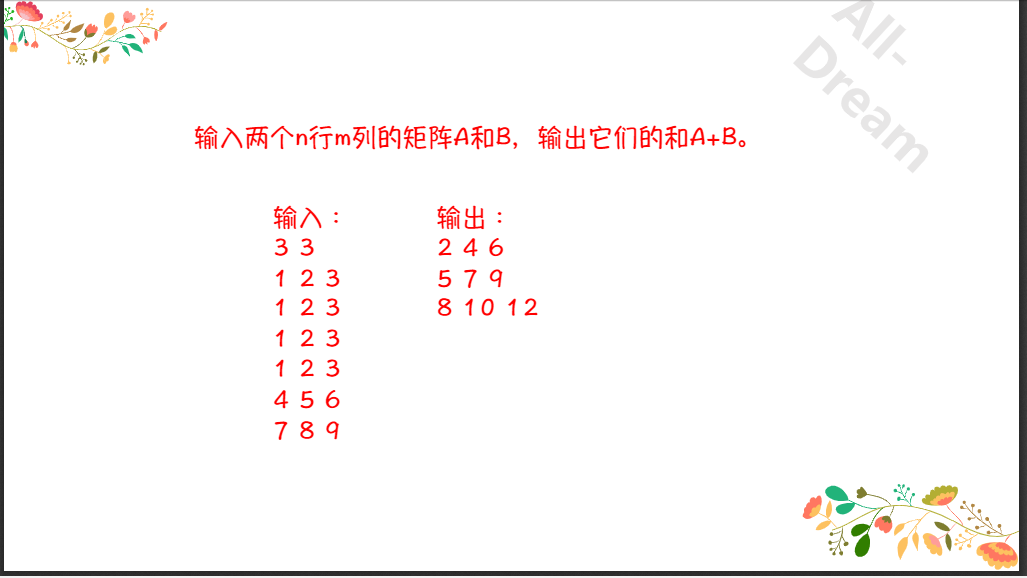 All-
Dream
输入两个n行m列的矩阵A和B，输出它们的和A+B。
输入：
3 3
1 2 3
1 2 3
1 2 3
1 2 3
4 5 6
7 8 9
输出：
2 4 6
5 7 9
8 10 12